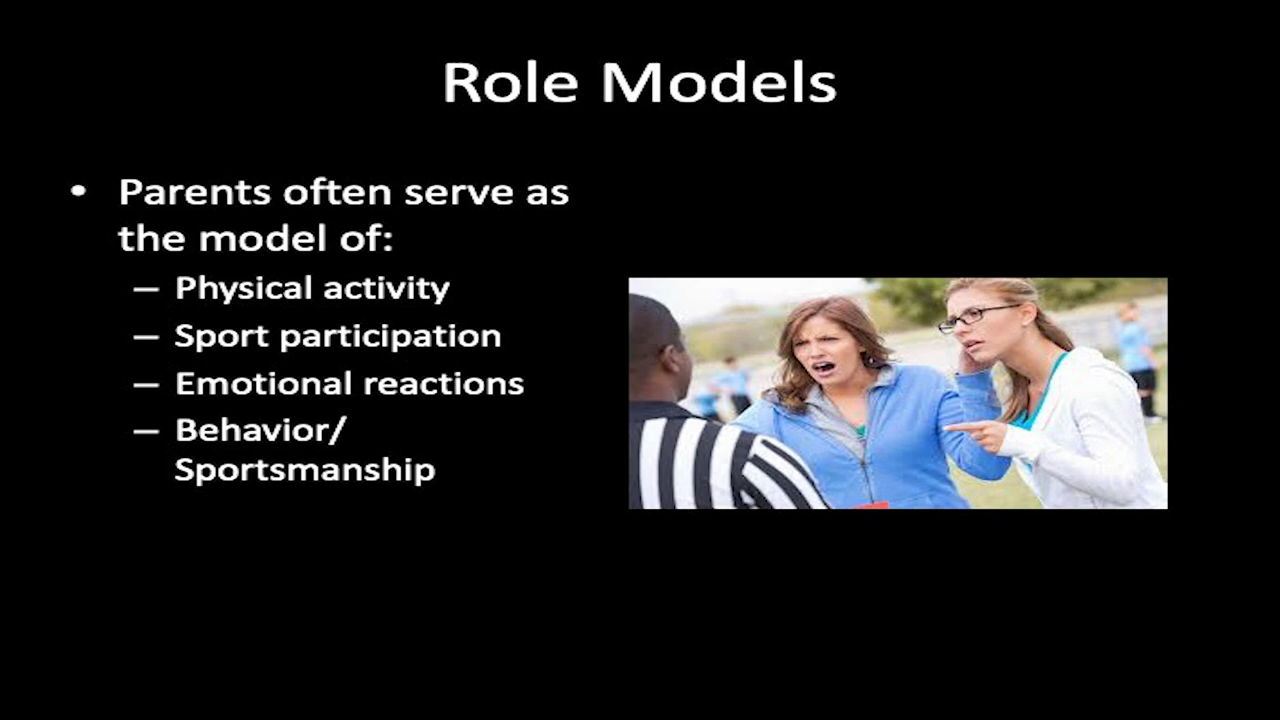 Role Models
• Parents often serve as
the model of:
– Physical activity
– Sport participation
– Emotional reactions
– Behavior/
Sportsmanship